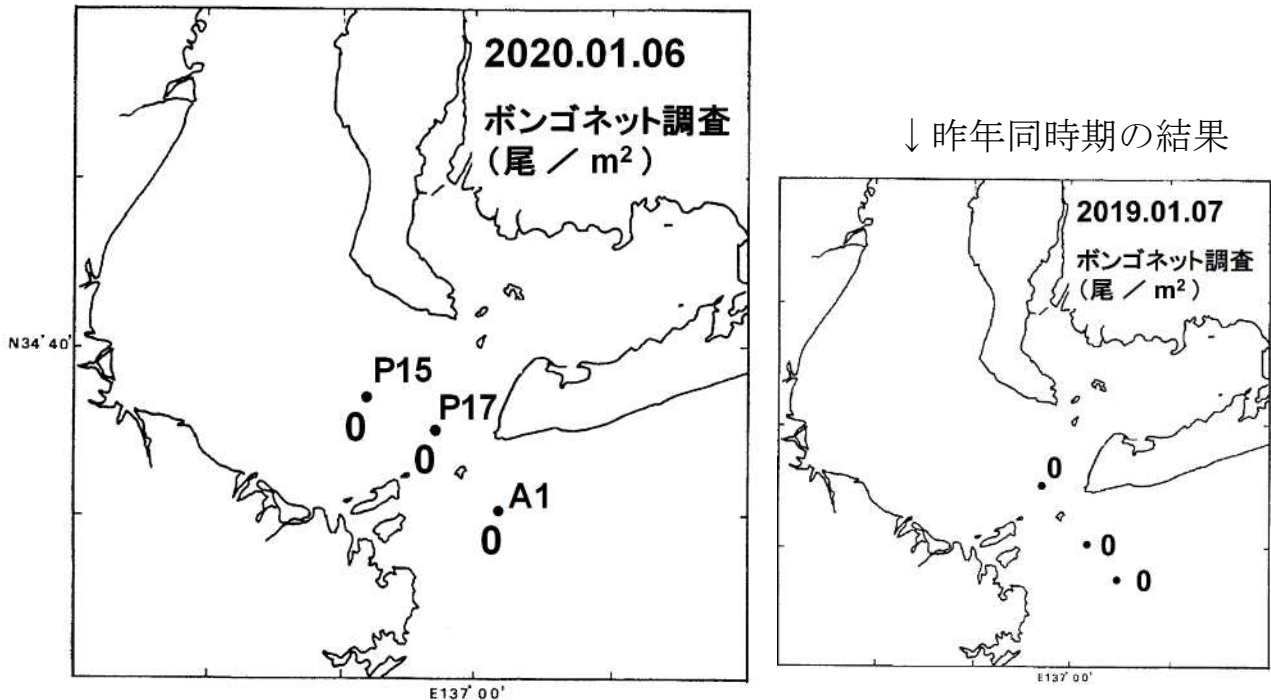 2020.01.06
ボンゴネット調査
(尾 / m²)
N34°40'
P15
0
P17
0
A1
0
E137°00'
↓昨年同時期の結果
2019.01.07
ボンゴネット調査
(尾 / m²)
0
0
0
E137°00'